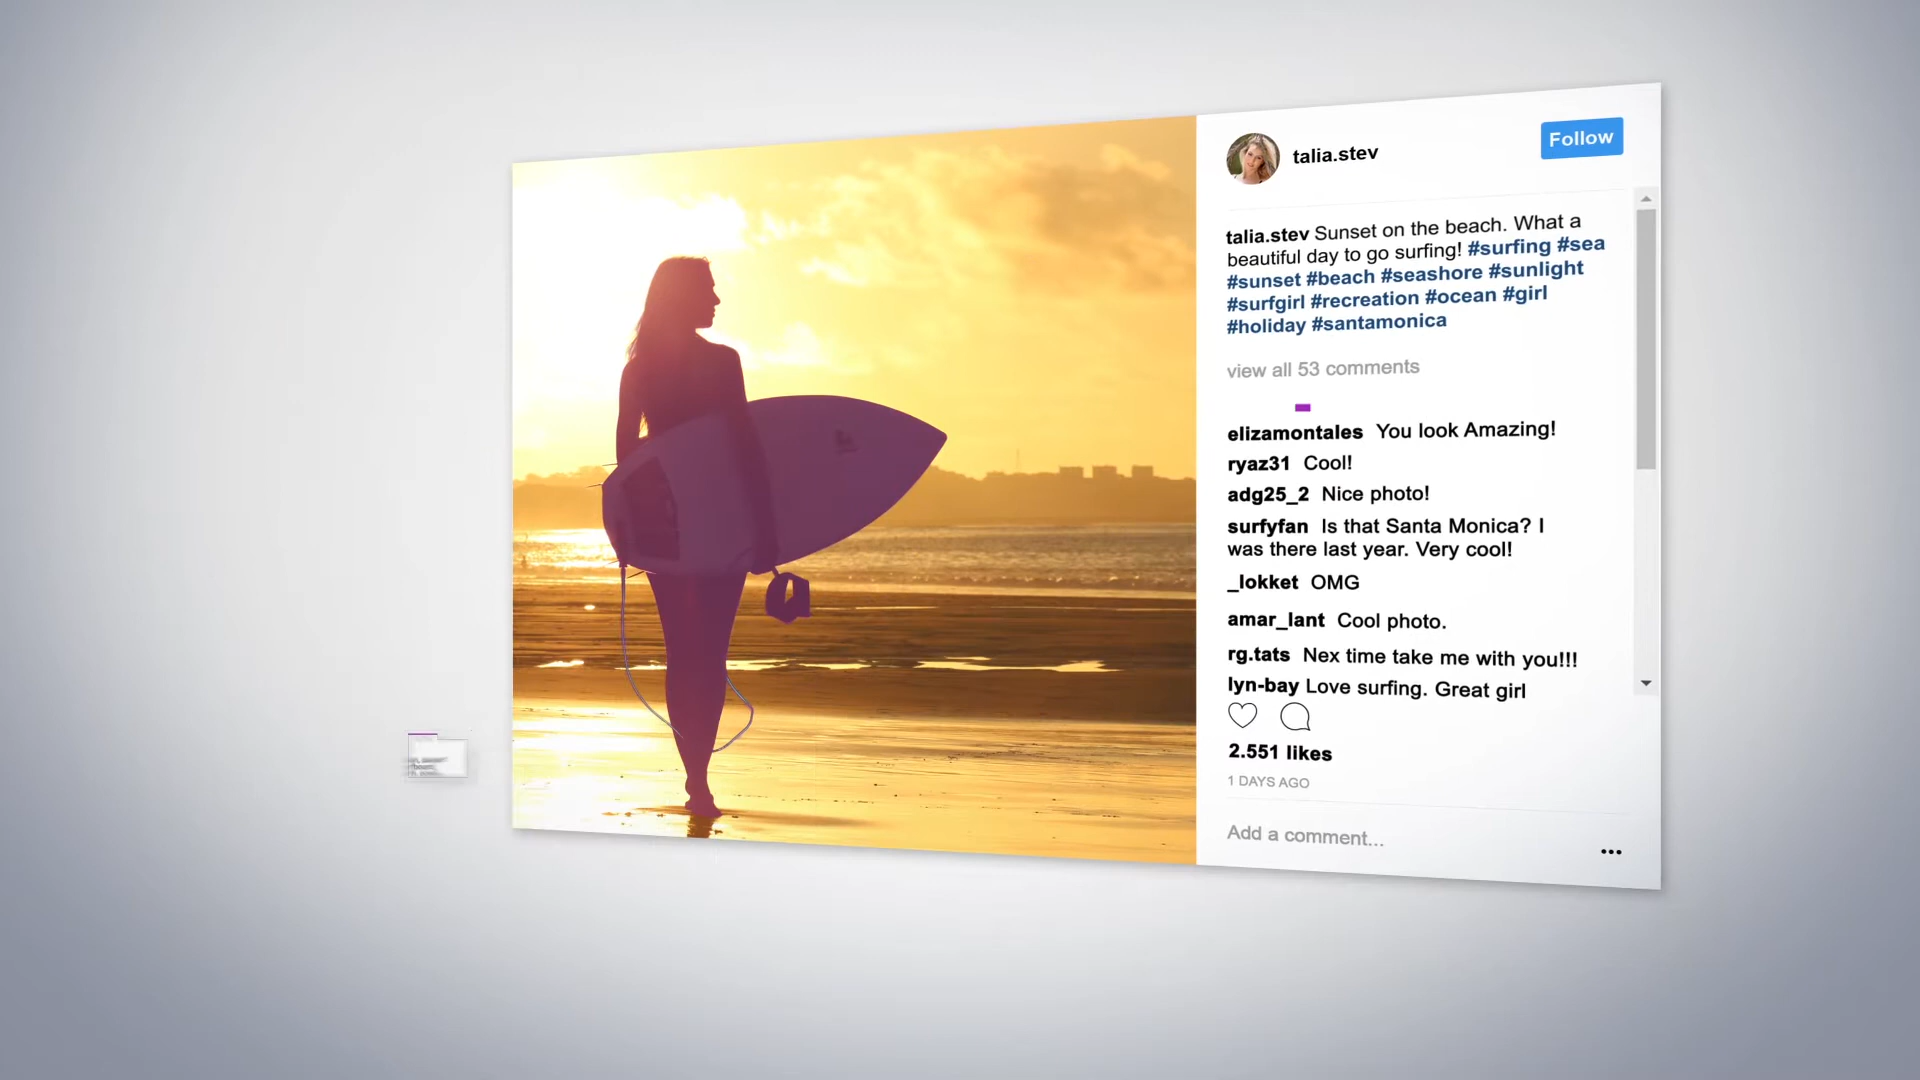 talia.stev
Follow
talia.stev Sunset on the beach. What a
beautiful day to go surfing! #surfing #sea
#sunset #beach #seashore #sunlight
#surfgirl #recreation #ocean #girl
#holiday #santamonica
view all 53 comments
elizamontales You look Amazing!
ryaz31 Cool!
adg25_2 Nice photo!
surfyfan Is that Santa Monica? I
was there last year. Very cool!
_lokket OMG
amar_lant Cool photo.
rg.tats Nex time take me with you!!!
lyn-bay Love surfing. Great girl
2.551 likes
1 DAYS AGO
Add a comment...